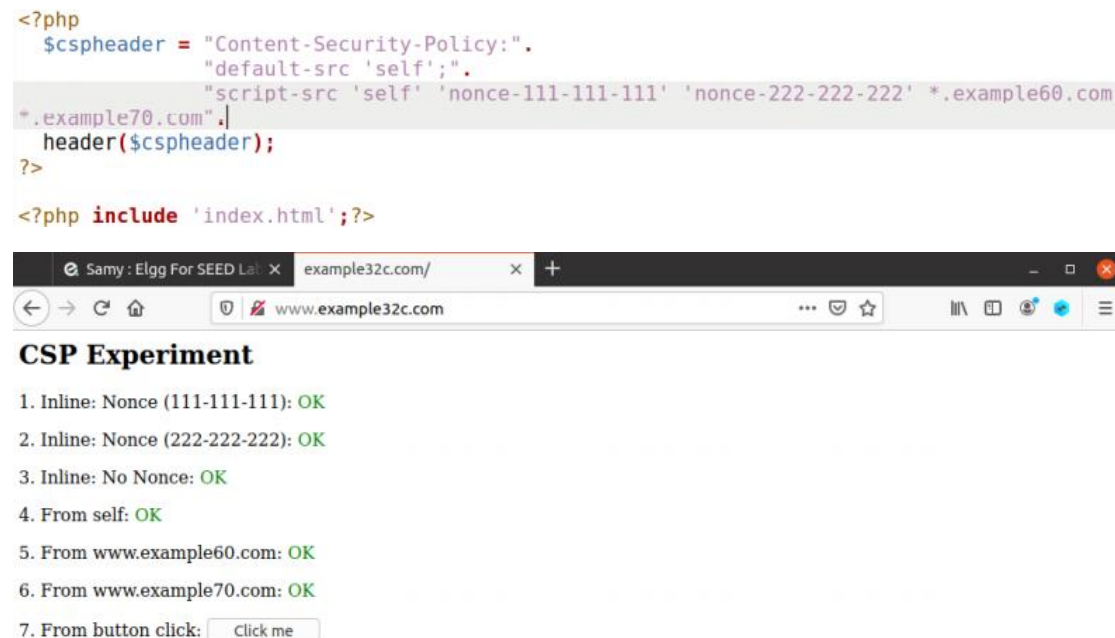 <?php
$cspheader = "Content-Security-Policy:".
"default-src 'self';".
"script-src 'self' 'nonce-111-111-111' 'nonce-222-222-222' *.example60.com
*.example70.com".
header($cspheader);
?>
<?php include 'index.html';?>
Samy : Elgg For SEED Lab example32c.com/
www.example32c.com
CSP Experiment
1. Inline: Nonce (111-111-111): OK
2. Inline: Nonce (222-222-222): OK
3. Inline: No Nonce: OK
4. From self: OK
5. From www.example60.com: OK
6. From www.example70.com: OK
7. From button click: Click me